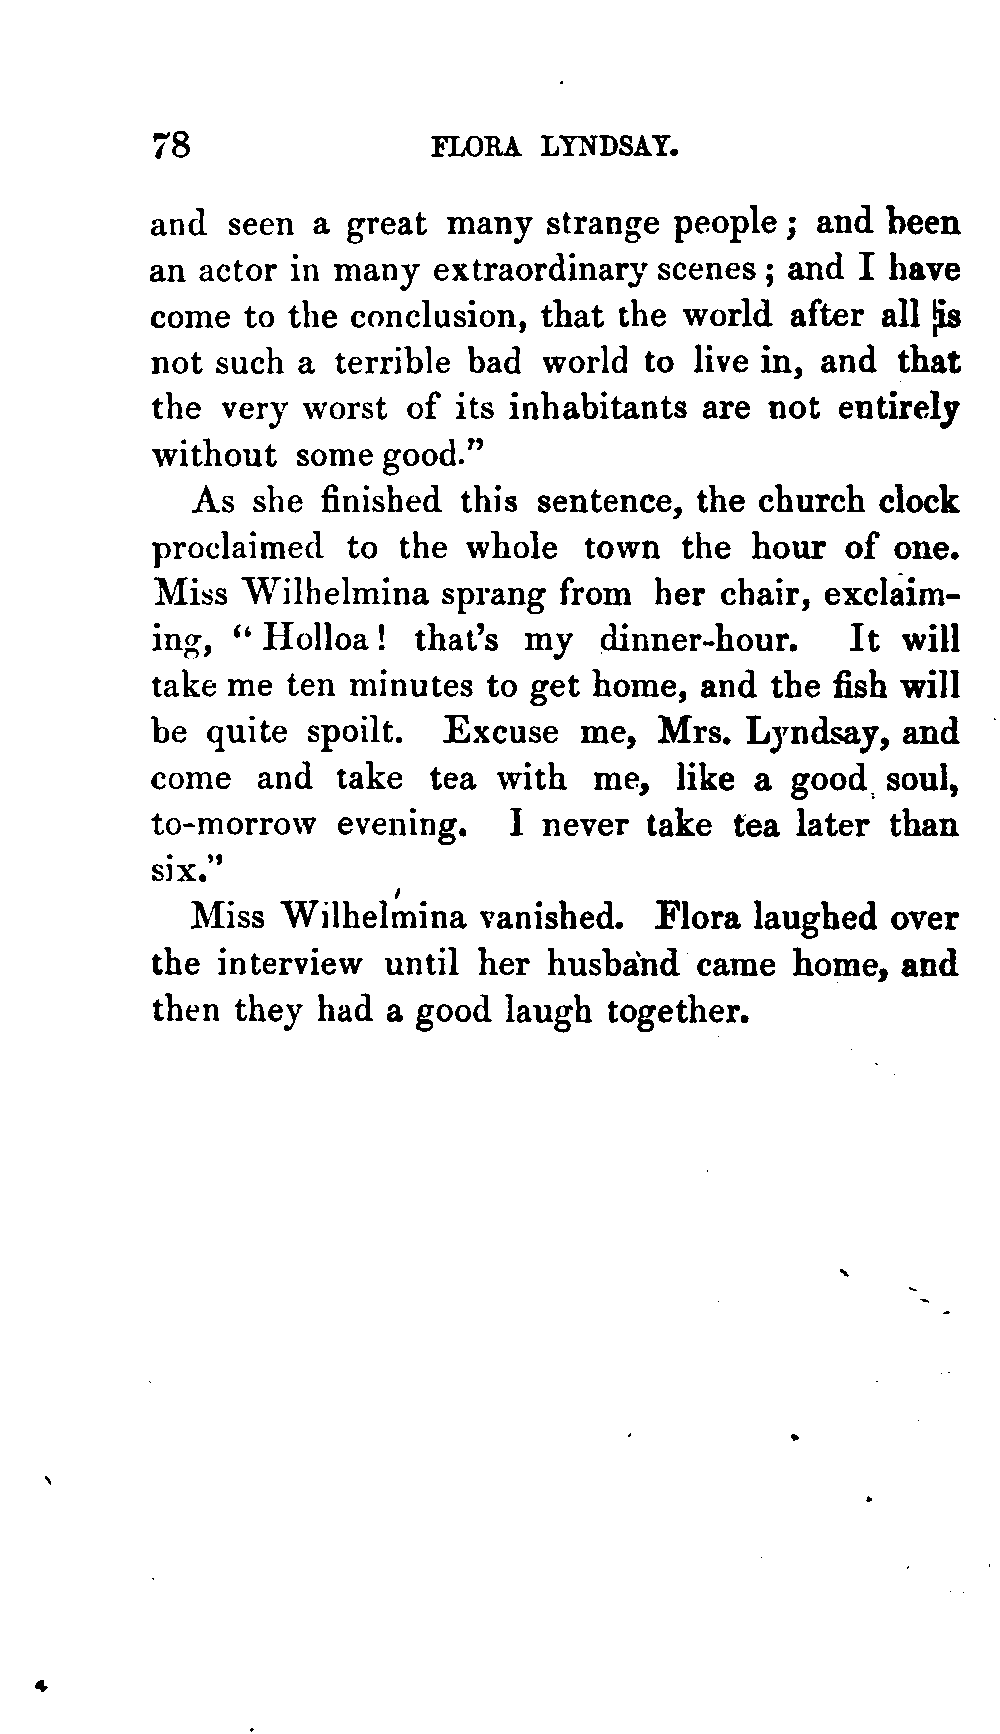 78 FLORA LYNDSAY.
and seen a great many strange people; and been
an actor in many extraordinary scenes; and I have
come to the conclusion, that the world after all is
not such a terrible bad world to live in, and that
the very worst of its inhabitants are not entirely
without some good."
As she finished this sentence, the church clock
proclaimed to the whole town the hour of one.
Miss Wilhelmina sprang from her chair, exclaim-
ing, "Holloa! that's my dinner-hour. It will
take me ten minutes to get home, and the fish will
be quite spoilt. Excuse me, Mrs. Lyndsay, and
come and take tea with me, like a good soul,
to-morrow evening. I never take tea later than
six."
Miss Wilhelmina vanished. Flora laughed over
the interview until her husband came home, and
then they had a good laugh together.